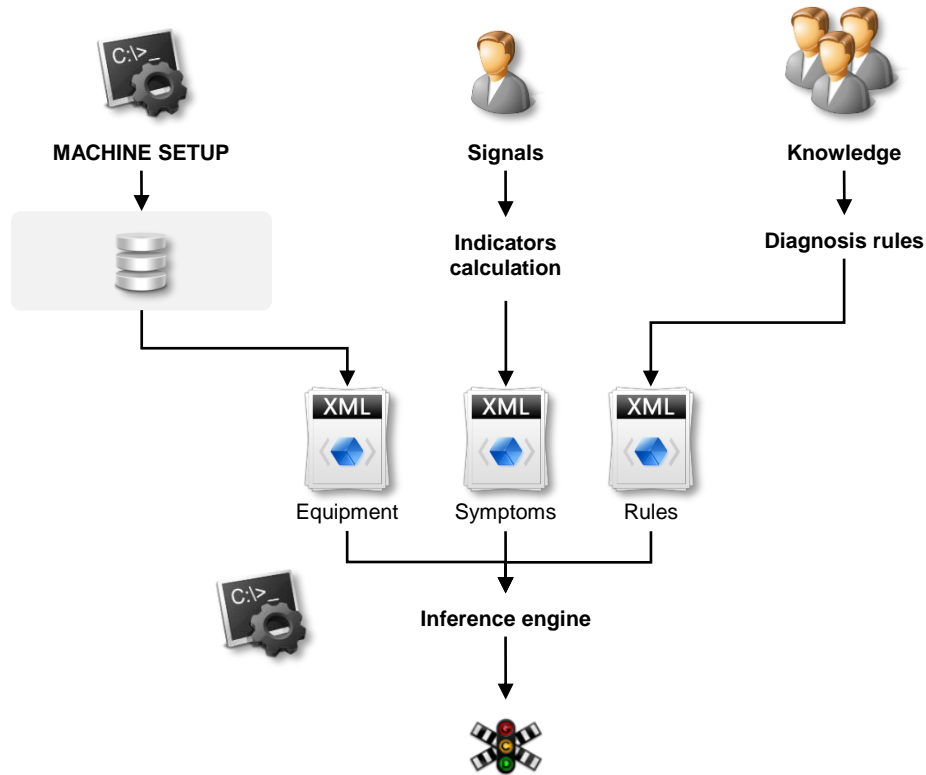 C:\>_
MACHINE SETUP
Signals
Knowledge
Indicators
calculation
Diagnosis rules
XML
XML
XML
Equipment
Symptoms
Rules
C:\>_
Inference engine
G
C
D